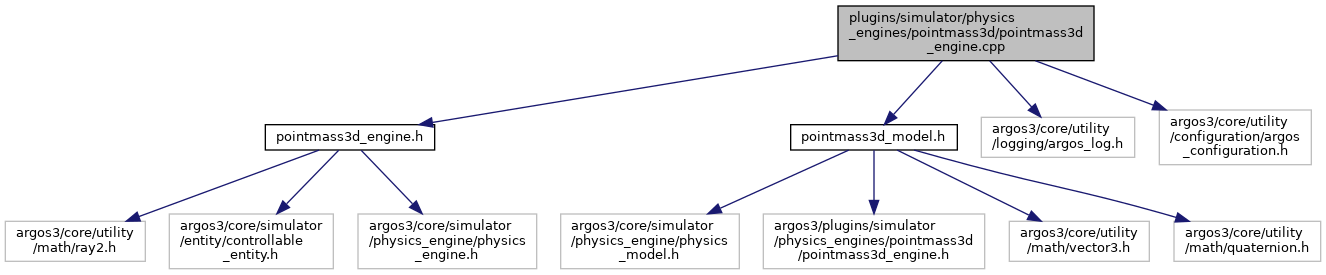 plugins/simulator/physics
_engines/pointmass3d/pointmass3d
_engine.cpp
pointmass3d_engine.h
pointmass3d_model.h
argos3/core/utility
/logging/argos_log.h
argos3/core/utility
/configuration/argos
_configuration.h
argos3/core/utility
/math/ray2.h
argos3/core/simulator
/entity/controllable
_entity.h
argos3/core/simulator
/physics_engine/physics
_engine.h
argos3/core/simulator
/physics_engine/physics
_model.h
argos3/plugins/simulator
/physics_engines/pointmass3d
/pointmass3d_engine.h
argos3/core/utility
/math/vector3.h
argos3/core/utility
/math/quaternion.h